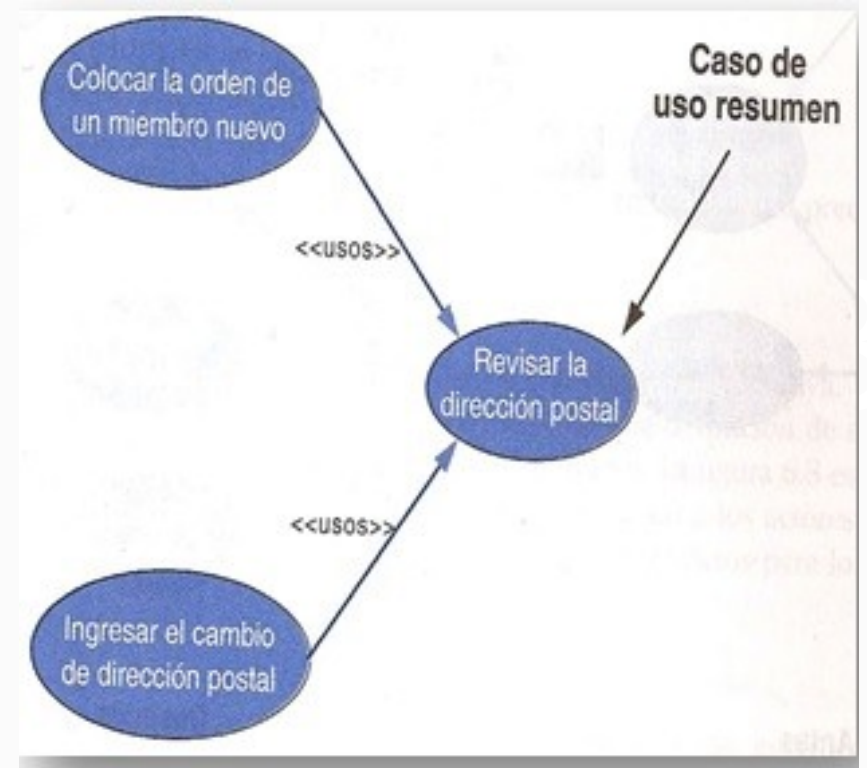 Colocar la orden de
un miembro nuevo
Caso de
uso resumen
<<usos>>
Revisar la
dirección postal
<<usos>>
Ingresar el cambio
de dirección postal